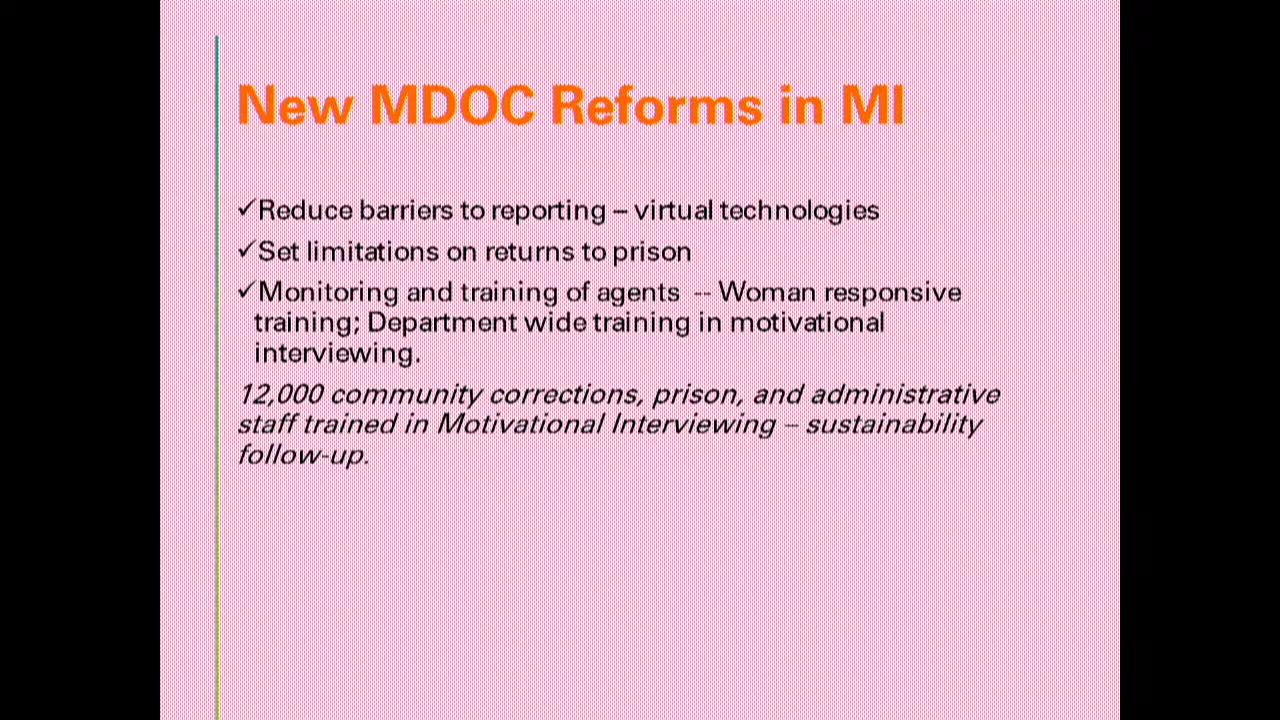 New MDOC Reforms in MI
✓Reduce barriers to reporting – virtual technologies
✓Set limitations on returns to prison
✓Monitoring and training of agents -- Woman responsive
training; Department wide training in motivational
interviewing.
12,000 community corrections, prison, and administrative
staff trained in Motivational Interviewing – sustainability
follow-up.